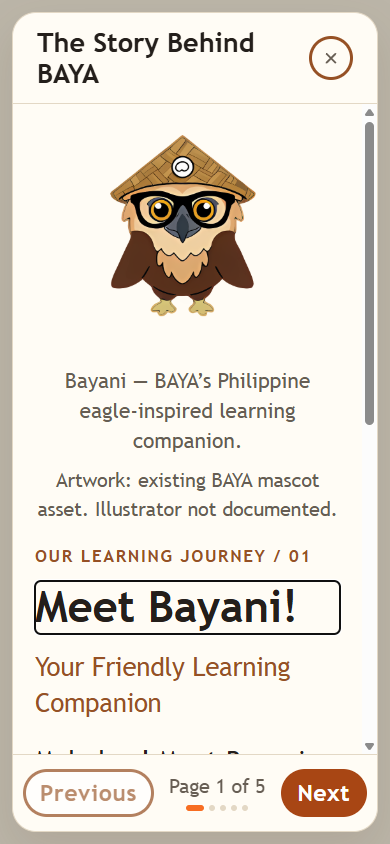 The Story Behind
BAYA
Bayani — BAYA’s Philippine
eagle-inspired learning
companion.
Artwork: existing BAYA mascot
asset. Illustrator not documented.
OUR LEARNING JOURNEY / 01
Meet Bayani!
Your Friendly Learning
Companion
Previous
Page 1 of 5
Next